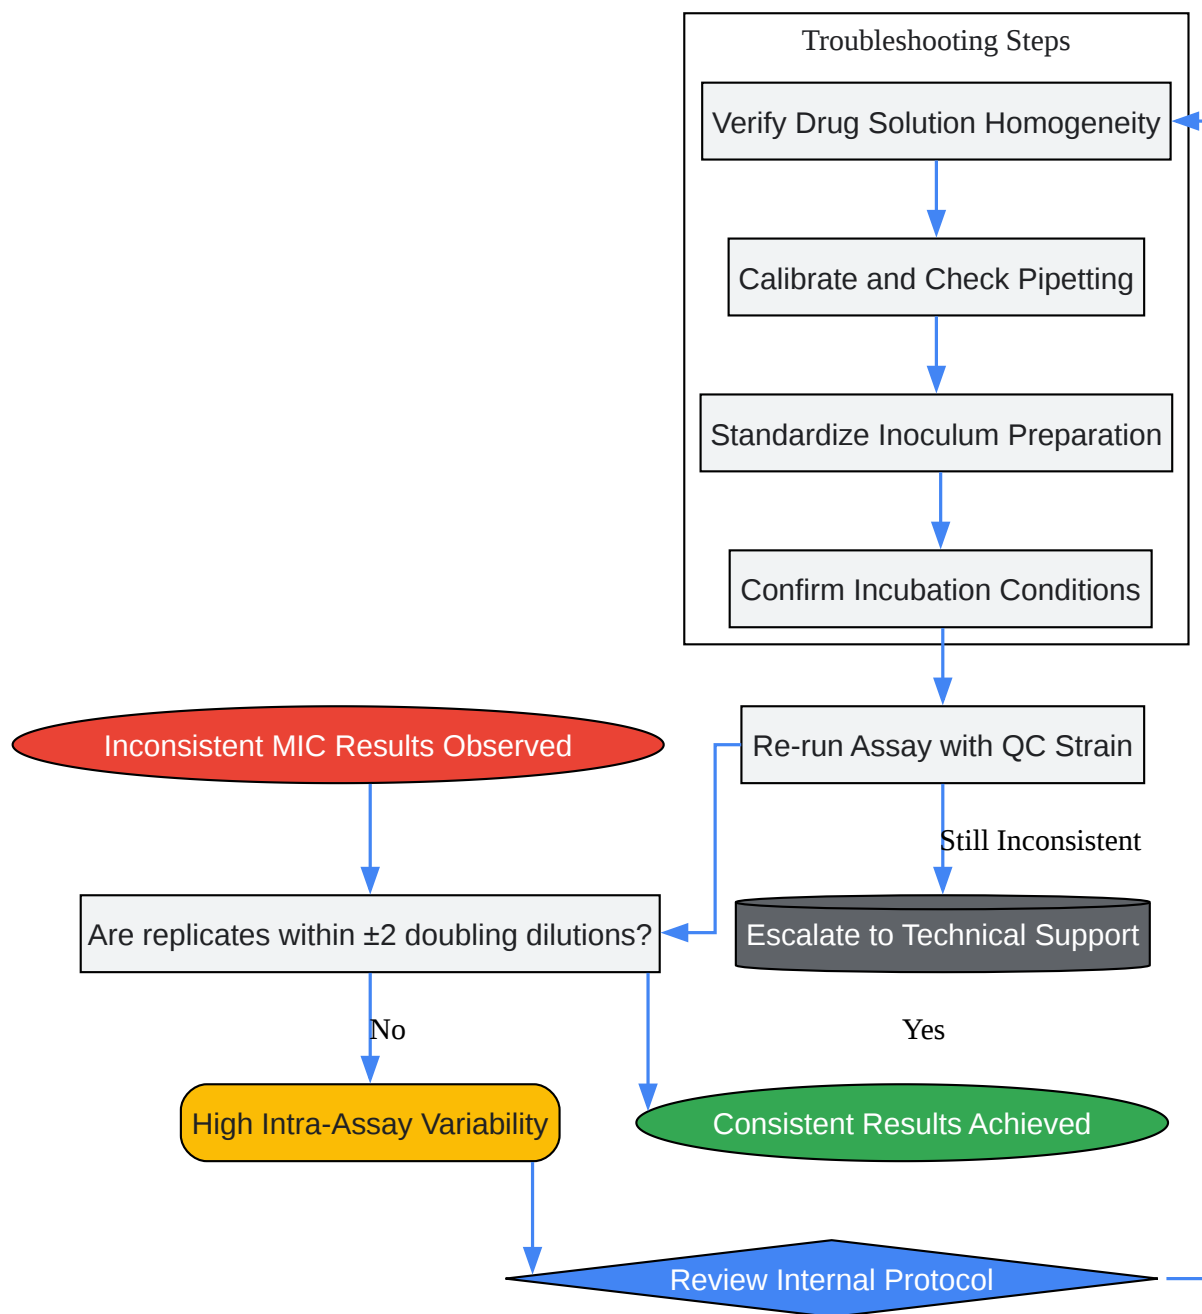 Troubleshooting Steps
Verify Drug Solution Homogeneity
Calibrate and Check Pipetting
Standardize Inoculum Preparation
Confirm Incubation Conditions
Inconsistent MIC Results Observed
Re-run Assay with QC Strain
Still Inconsistent
Are replicates within ±2 doubling dilutions?
Escalate to Technical Support
No
Yes
High Intra-Assay Variability
Consistent Results Achieved
Review Internal Protocol